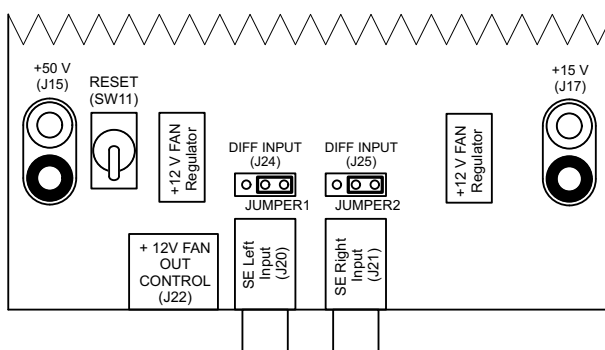 +50 V
(J15)
RESET
(SW11)
+12 V FAN
Regulator
DIFF INPUT
(J24)
JUMPER1
DIFF INPUT
(J25)
JUMPER2
+12 V FAN
Regulator
+15 V
(J17)
+ 12V FAN
OUT
CONTROL
(J22)
SE Left
Input
(J20)
SE Right
Input
(J21)